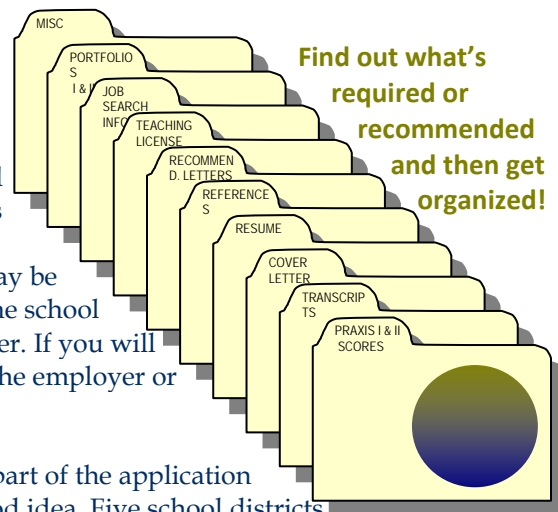 MISC
PORTFOLIO
S
I & II
JOB
SEARCH
INFO
TEACHING
LICENSE
RECOMMEN
D. LETTERS
REFERENCE
S
RESUME
COVER
LETTER
TRANSCRIP
TS
PRAXIS I & II
SCORES
Find out what's
required or
recommended
and then get
organized!
ay be
school
er. If you will
the employer or
part of the application
idea. Five school districts